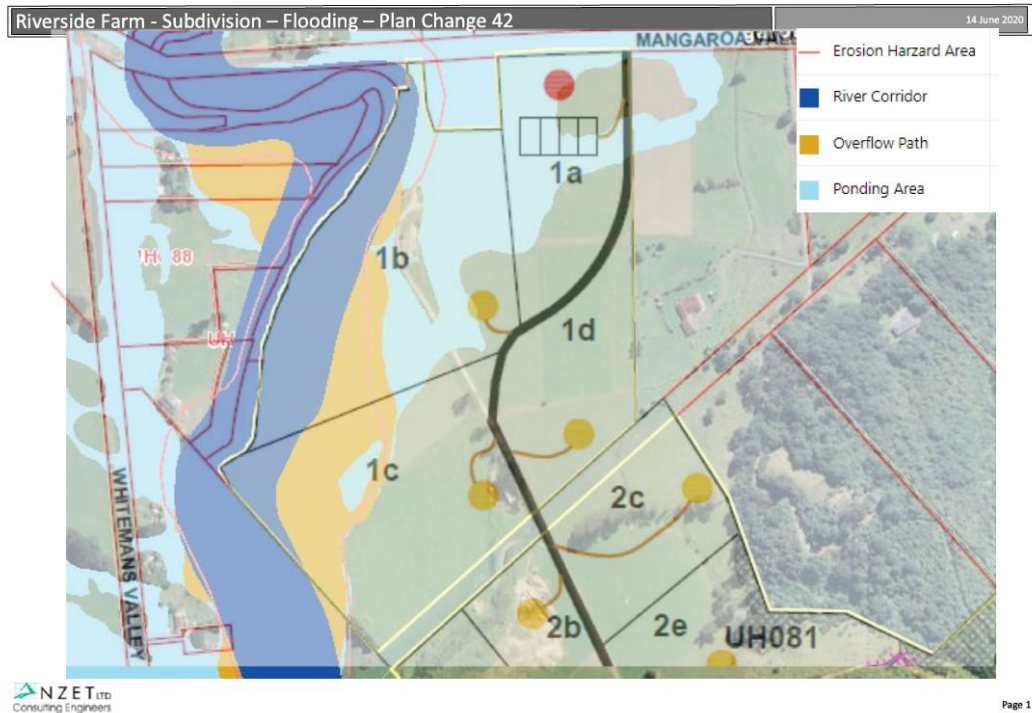 Riverside Farm - Subdivision – Flooding – Plan Change 42
14 June 2020
MANGAROA
Erosion Harzard Area
River Corridor
Overflow Path
Ponding Area
1a
1b
UH
1d
1c
WHITEMANS VALLEY
2c
2b
2e
UH081
NZET LTD
Consulting Engineers
Page 1